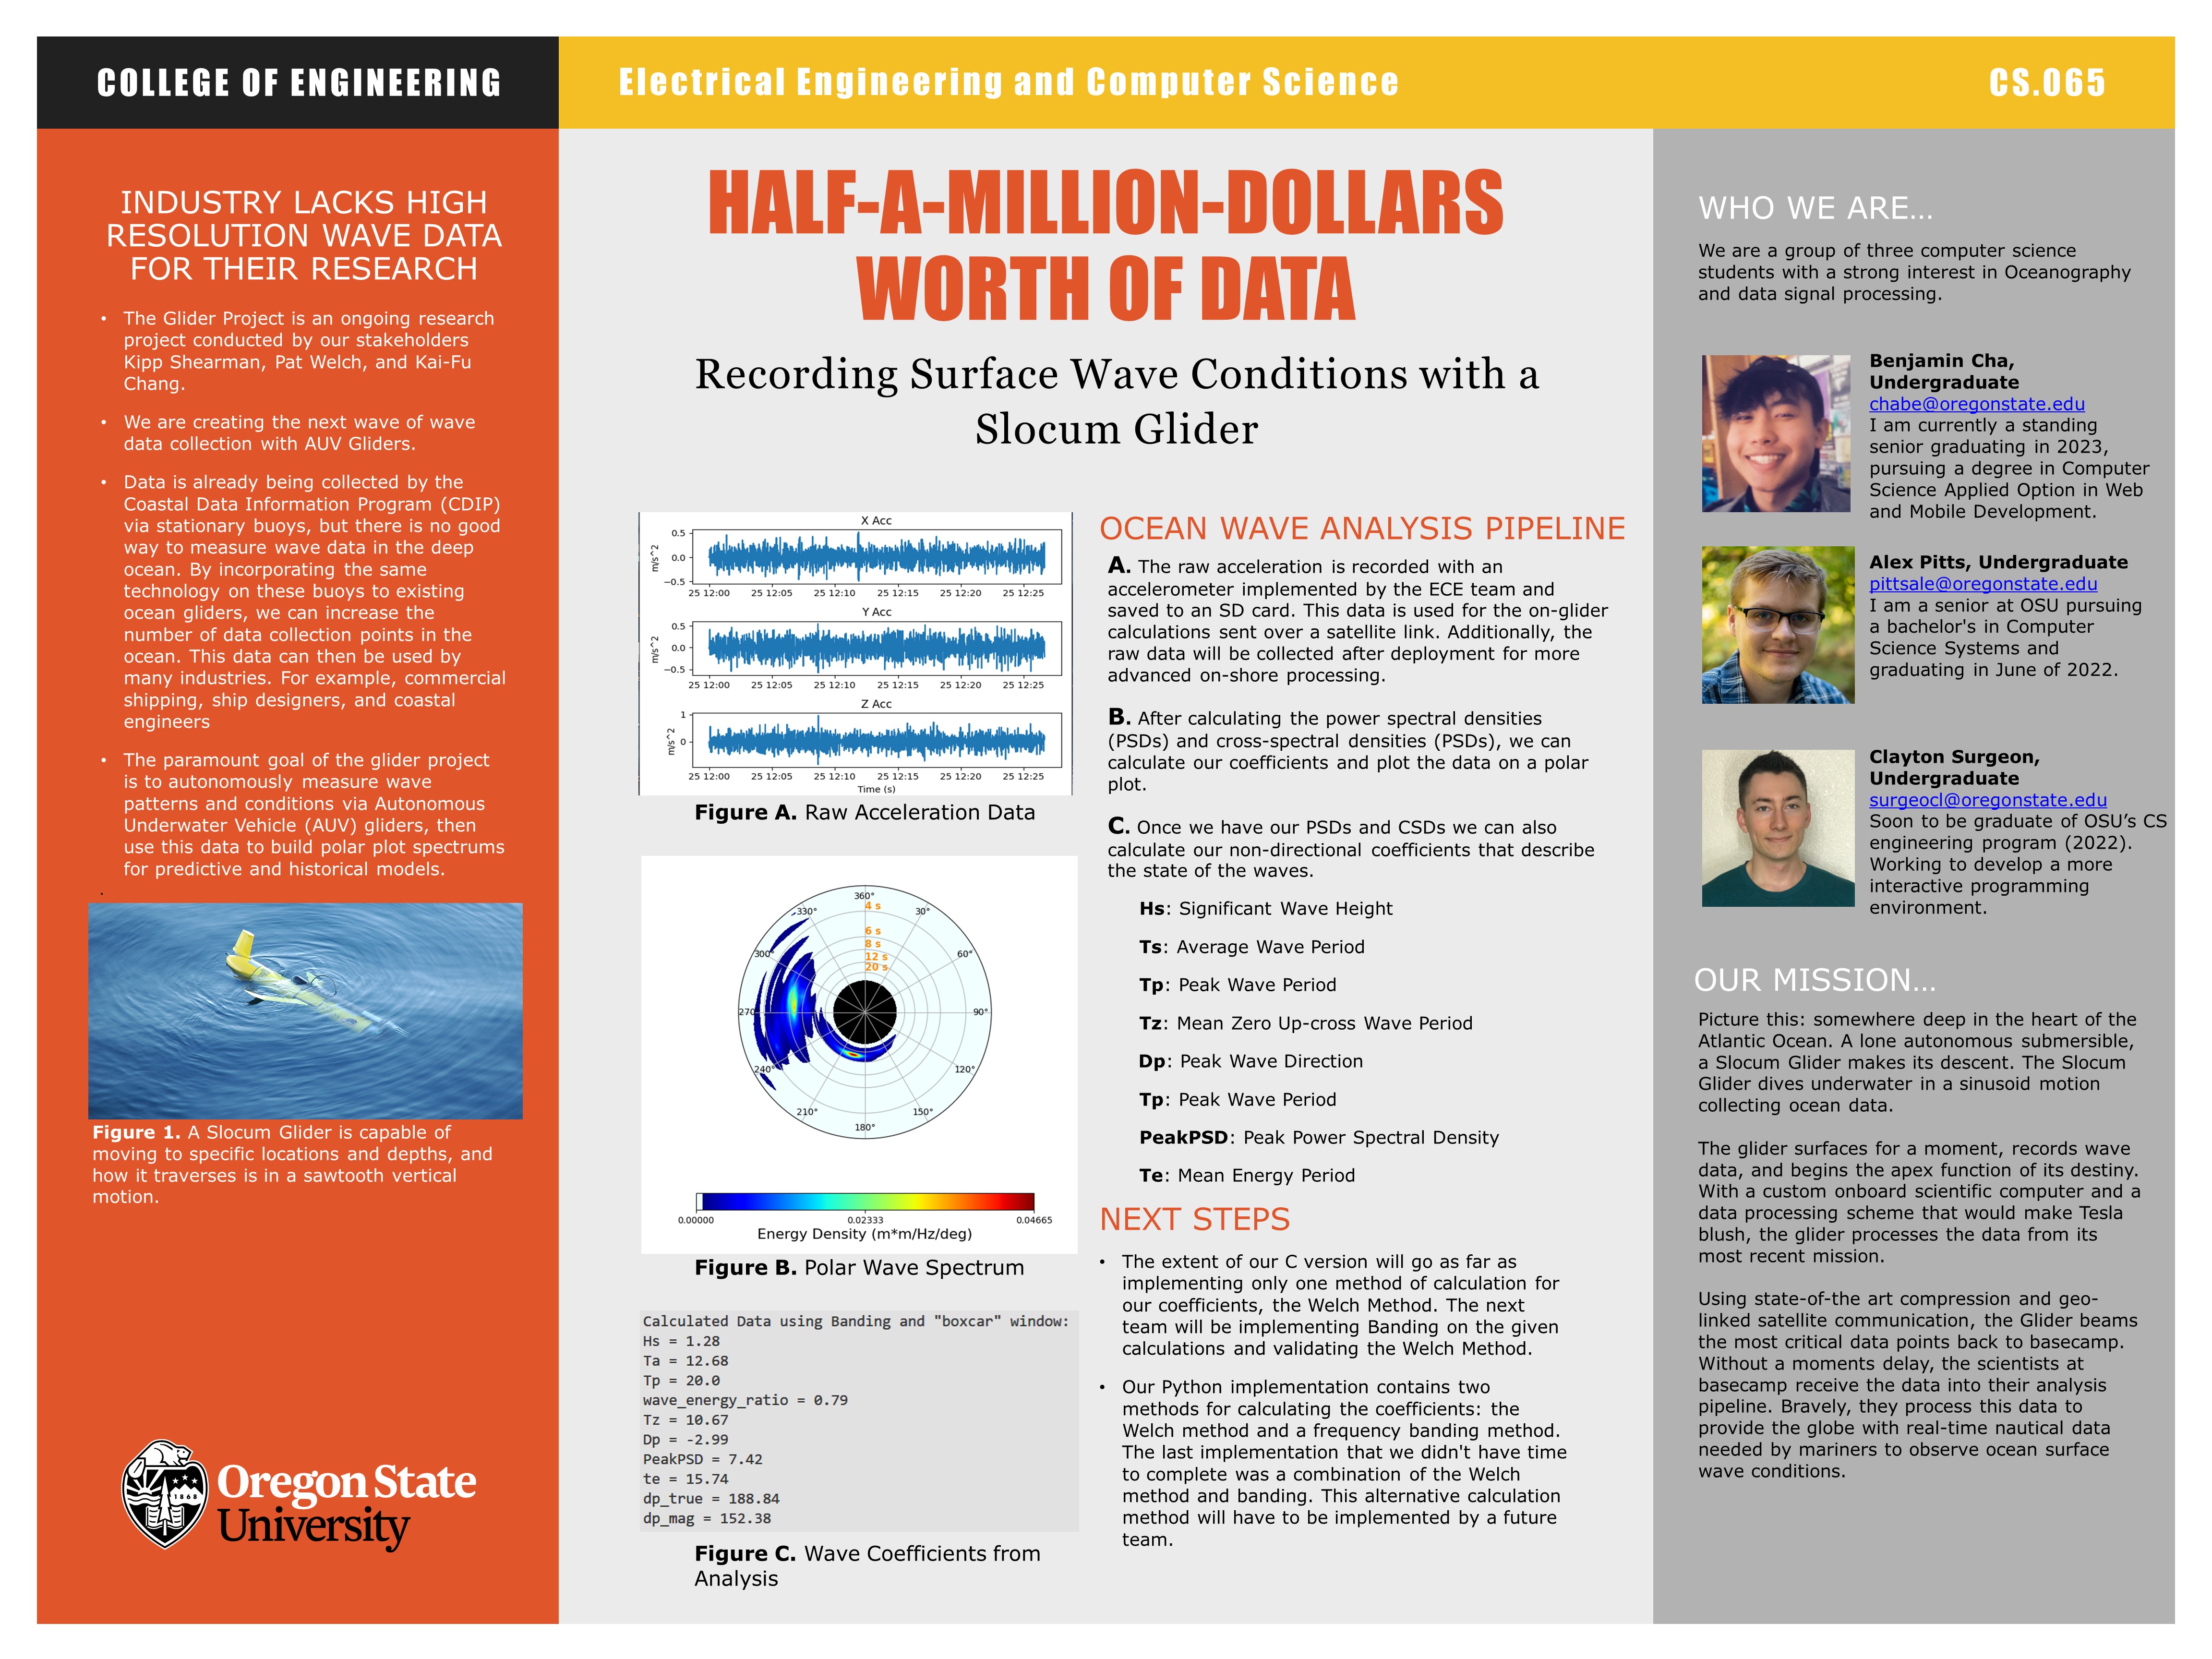 COLLEGE OF ENGINEERING
Electrical Engineering and Computer Science
CS.065
INDUSTRY LACKS HIGH
RESOLUTION WAVE DATA
FOR THEIR RESEARCH
• The Glider Project is an ongoing research
project conducted by our stakeholders
Kipp Shearman, Pat Welch, and Kai-Fu
Chang.
• We are creating the next wave of wave
data collection with AUV Gliders.
• Data is already being collected by the
Coastal Data Information Program (CDIP)
via stationary buoys, but there is no good
way to measure wave data in the deep
ocean. By incorporating the same
technology on these buoys to existing
ocean gliders, we can increase the
number of data collection points in the
ocean. This data can then be used by
many industries. For example, commercial
shipping, ship designers, and coastal
engineers
• The paramount goal of the glider project
is to autonomously measure wave
patterns and conditions via Autonomous
Underwater Vehicle (AUV) gliders, then
use this data to build polar plot spectrums
for predictive and historical models.
.
Figure 1. A Slocum Glider is capable of
moving to specific locations and depths, and
how it traverses is in a sawtooth vertical
motion.
1868
Oregon State
University
HALF-A-MILLION-DOLLARS
WORTH OF DATA
Recording Surface Wave Conditions with a
Slocum Glider
X Acc
m/s^2
0.5
0.0
−0.5
25 12:00 25 12:05 25 12:10 25 12:15 25 12:20 25 12:25
Y Acc
m/s^2
0.5
0.0
−0.5
25 12:00 25 12:05 25 12:10 25 12:15 25 12:20 25 12:25
Z Acc
m/s^2
1
0
25 12:00 25 12:05 25 12:10 25 12:15 25 12:20 25 12:25
Time (s)
Figure A. Raw Acceleration Data
360°
30°
60°
90°
120°
150°
180°
210°
240°
270°
300°
330°
4 s
6 s
8 s
12 s
20 s
0.00000 0.02333 0.04665
Energy Density (m*m/Hz/deg)
Figure B. Polar Wave Spectrum
Calculated Data using Banding and "boxcar" window:
Hs = 1.28
Ta = 12.68
Tp = 20.0
wave_energy_ratio = 0.79
Tz = 10.67
Dp = -2.99
PeakPSD = 7.42
te = 15.74
dp_true = 188.84
dp_mag = 152.38
Figure C. Wave Coefficients from
Analysis
OCEAN WAVE ANALYSIS PIPELINE
A. The raw acceleration is recorded with an
accelerometer implemented by the ECE team and
saved to an SD card. This data is used for the on-glider
calculations sent over a satellite link. Additionally, the
raw data will be collected after deployment for more
advanced on-shore processing.
B. After calculating the power spectral densities
(PSDs) and cross-spectral densities (PSDs), we can
calculate our coefficients and plot the data on a polar
plot.
C. Once we have our PSDs and CSDs we can also
calculate our non-directional coefficients that describe
the state of the waves.
Hs: Significant Wave Height
Ts: Average Wave Period
Tp: Peak Wave Period
Tz: Mean Zero Up-cross Wave Period
Dp: Peak Wave Direction
Tp: Peak Wave Period
PeakPSD: Peak Power Spectral Density
Te: Mean Energy Period
NEXT STEPS
• The extent of our C version will go as far as
implementing only one method of calculation for
our coefficients, the Welch Method. The next
team will be implementing Banding on the given
calculations and validating the Welch Method.
• Our Python implementation contains two
methods for calculating the coefficients: the
Welch method and a frequency banding method.
The last implementation that we didn't have time
to complete was a combination of the Welch
method and banding. This alternative calculation
method will have to be implemented by a future
team.
WHO WE ARE…
We are a group of three computer science
students with a strong interest in Oceanography
and data signal processing.
Benjamin Cha,
Undergraduate
chabe@oregonstate.edu
I am currently a standing
senior graduating in 2023,
pursuing a degree in Computer
Science Applied Option in Web
and Mobile Development.
Alex Pitts, Undergraduate
pittsale@oregonstate.edu
I am a senior at OSU pursuing
a bachelor's in Computer
Science Systems and
graduating in June of 2022.
Clayton Surgeon,
Undergraduate
surgeocl@oregonstate.edu
Soon to be graduate of OSU’s CS
engineering program (2022).
Working to develop a more
interactive programming
environment.
OUR MISSION…
Picture this: somewhere deep in the heart of the
Atlantic Ocean. A lone autonomous submersible,
a Slocum Glider makes its descent. The Slocum
Glider dives underwater in a sinusoid motion
collecting ocean data.
The glider surfaces for a moment, records wave
data, and begins the apex function of its destiny.
With a custom onboard scientific computer and a
data processing scheme that would make Tesla
blush, the glider processes the data from its
most recent mission.
Using state-of-the art compression and geo-
linked satellite communication, the Glider beams
the most critical data points back to basecamp.
Without a moments delay, the scientists at
basecamp receive the data into their analysis
pipeline. Bravely, they process this data to
provide the globe with real-time nautical data
needed by mariners to observe ocean surface
wave conditions.